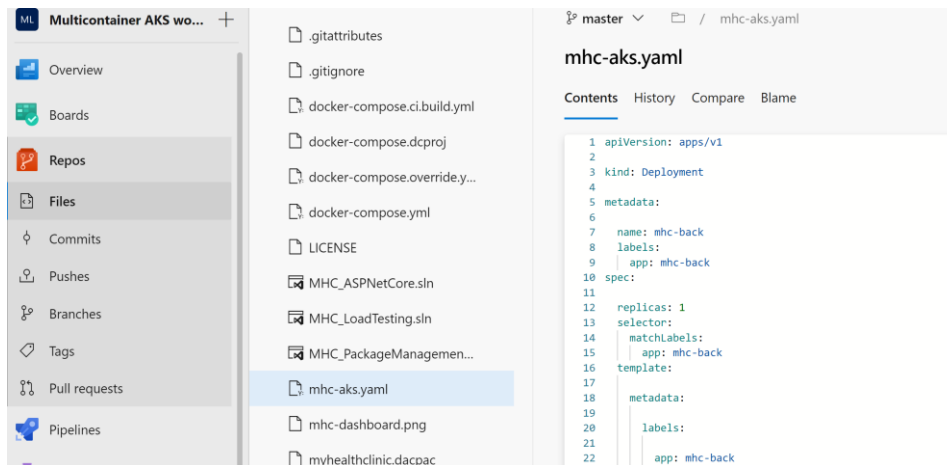 ML Multicontainer AKS wo... +
Overview
Boards
Repos
Files
Commits
Pushes
Branches
Tags
Pull requests
Pipelines
.gitattributes
.gitignore
docker-compose.ci.build.yml
docker-compose.dcproj
docker-compose.override.y...
docker-compose.yml
LICENSE
MHC_ASPNetCore.sln
MHC_LoadTesting.sln
MHC_PackageManagemen...
mhc-aks.yaml
mhc-dashboard.png
myhealthclinic.dacpac
master / mhc-aks.yaml
mhc-aks.yaml
Contents History Compare Blame
1 apiVersion: apps/v1
2
3 kind: Deployment
4
5 metadata:
6
7 name: mhc-back
8 labels:
9 app: mhc-back
10 spec:
11
12 replicas: 1
13 selector:
14 matchLabels:
15 app: mhc-back
16 template:
17
18 metadata:
19
20 labels:
21
22 app: mhc-back